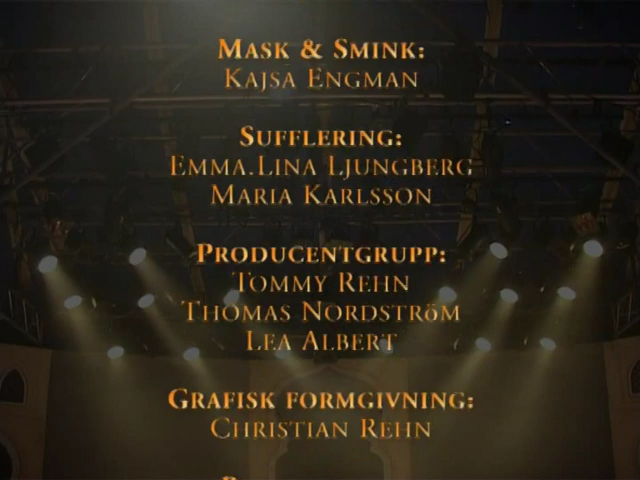 MASK & SMINK:
KAJSA ENGMAN
SUFFLERING:
EMMA.LINA LJUNGBERG
MARIA KARLSSON
PRODUCENTGRUPP:
TOMMY REHN
THOMAS NORDSTRöM
LEA ALBERT
GRAFISK FORMGIVNING:
CHRISTIAN REHN